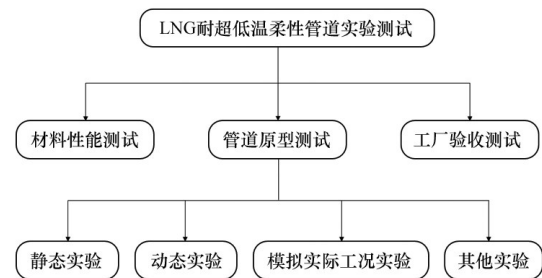 LNG耐超低温柔性管道实验测试
材料性能测试
管道原型测试
工厂验收测试
静态实验
动态实验
模拟实际工况实验
其他实验